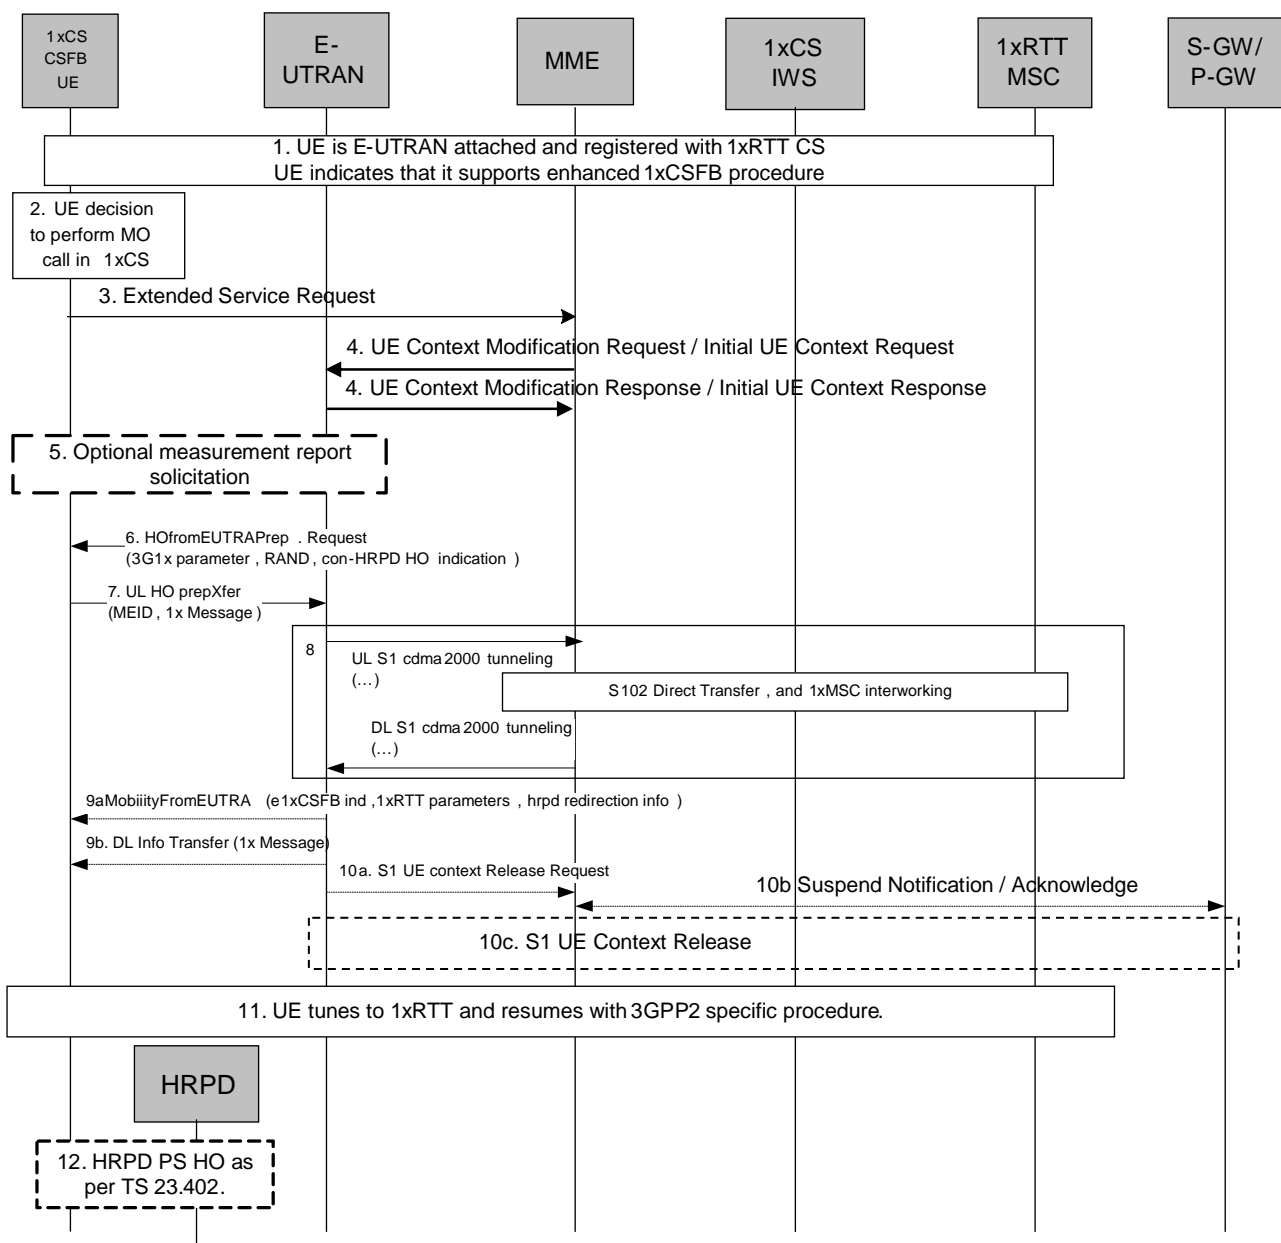 1xCS
CSFB
UE
E-
UTRAN
MME
1xCS
IWS
1xRTT
MSC
S-GW/
P-GW
1. UE is E-UTRAN attached and registered with 1xRTT CS
UE indicates that it supports enhanced 1xCSFB procedure
2. UE decision
to perform MO
call in 1xCS
3. Extended Service Request
4. UE Context Modification Request / Initial UE Context Request
4. UE Context Modification Response / Initial UE Context Response
5. Optional measurement report
solicitation
6. HOfromEUTRAPrep . Request
(3G1x parameter , RAND , con-HRPD HO indication )
7. UL HO prepXfer
(MEID , 1x Message )
8
UL S1 cdma 2000 tunneling
(...)
S102 Direct Transfer , and 1xMSC interworking
DL S1 cdma 2000 tunneling
(...)
9aMobiiityFromEUTRA (e1xCSFB ind ,1xRTT parameters , hrpd redirection info )
9b. DL Info Transfer (1x Message)
10a. S1 UE context Release Request
10b Suspend Notification / Acknowledge
10c. S1 UE Context Release
11. UE tunes to 1xRTT and resumes with 3GPP2 specific procedure.
HRPD
12. HRPD PS HO as
per TS 23.402.